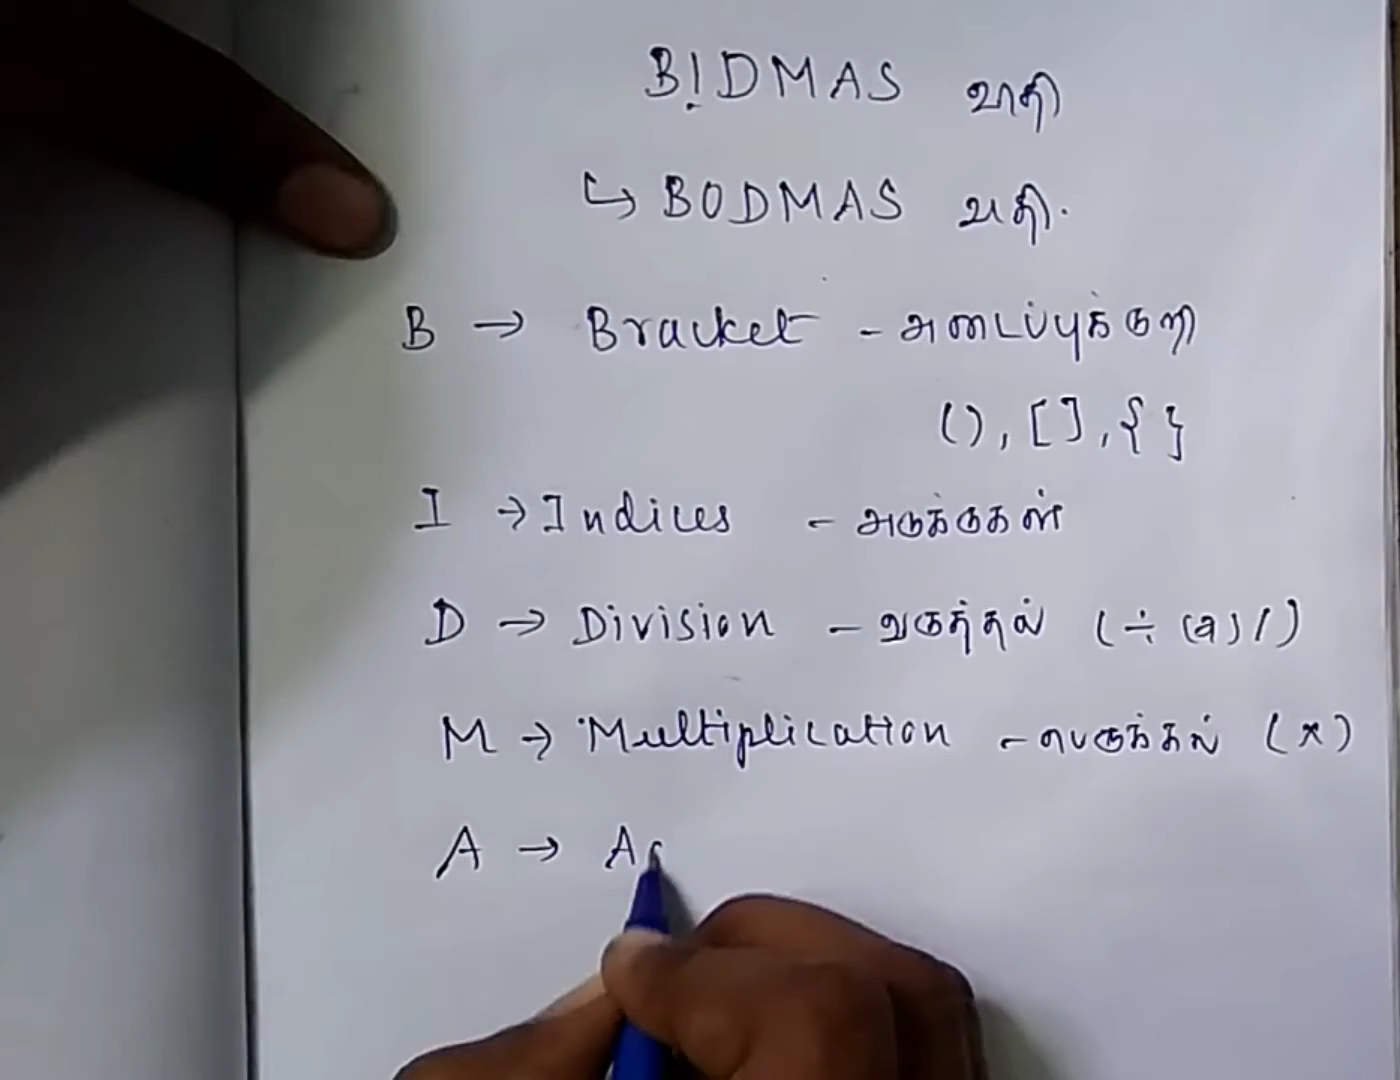 BIDMAS விதி
↳ BODMAS விதி.
B → Bracket - அடைப்புக்குறி
(), [], { }
I → Indices - அடுக்குகள்
D → Division - வகுத்தல் (÷ (a) /)
M → Multiplication - பெருக்கல் (×)
A → A